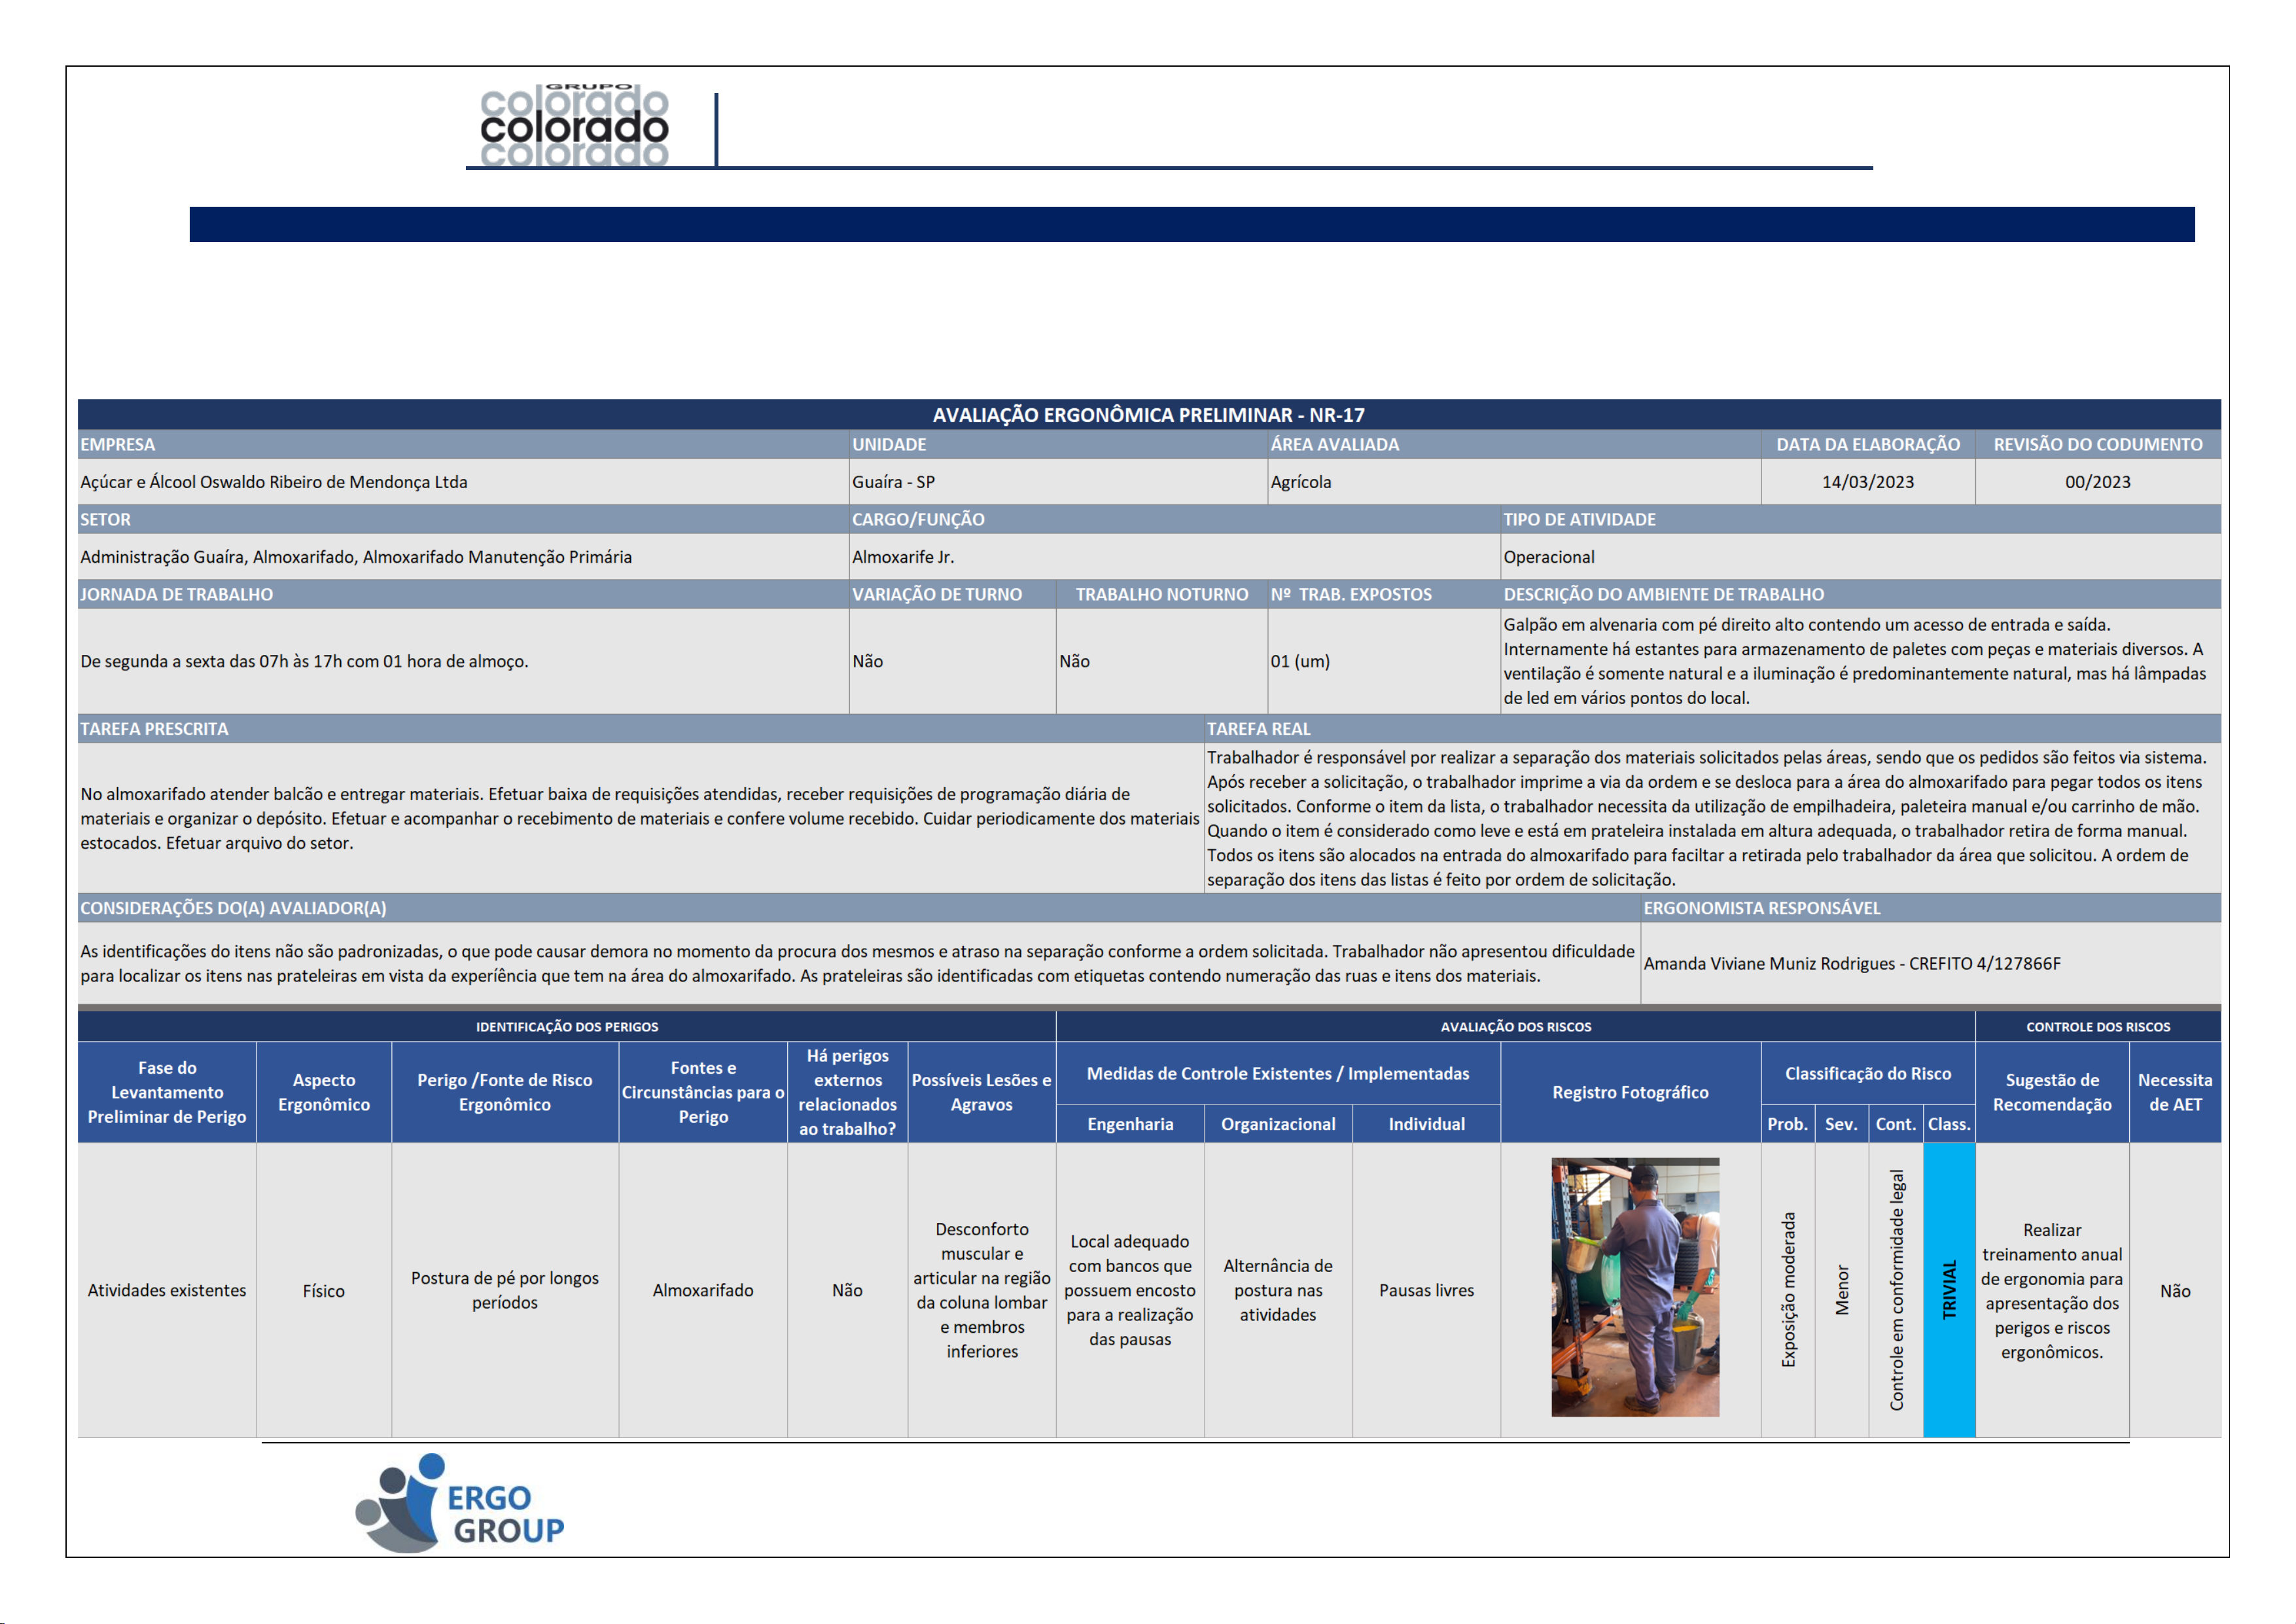 GRUPO
colorado
colorado
colorado
AVALIAÇÃO ERGONÔMICA PRELIMINAR - NR-17
EMPRESA UNIDADE ÁREA AVALIADA DATA DA ELABORAÇÃO REVISÃO DO CODUMENTO
Açúcar e Álcool Oswaldo Ribeiro de Mendonça Ltda Guaíra - SP Agrícola 14/03/2023 00/2023
SETOR CARGO/FUNÇÃO TIPO DE ATIVIDADE
Administração Guaíra, Almoxarifado, Almoxarifado Manutenção Primária Almoxarife Jr. Operacional
JORNADA DE TRABALHO VARIAÇÃO DE TURNO TRABALHO NOTURNO Nº TRAB. EXPOSTOS DESCRIÇÃO DO AMBIENTE DE TRABALHO
De segunda a sexta das 07h às 17h com 01 hora de almoço. Não Não 01 (um)
Galpão em alvenaria com pé direito alto contendo um acesso de entrada e saída.
Internamente há estantes para armazenamento de paletes com peças e materiais diversos. A
ventilação é somente natural e a iluminação é predominantemente natural, mas há lâmpadas
de led em vários pontos do local.
TAREFA PRESCRITA
No almoxarifado atender balcão e entregar materiais. Efetuar baixa de requisições atendidas, receber requisições de programação diária de
materiais e organizar o depósito. Efetuar e acompanhar o recebimento de materiais e confere volume recebido. Cuidar periodicamente dos materiais
estocados. Efetuar arquivo do setor.
TAREFA REAL
Trabalhador é responsável por realizar a separação dos materiais solicitados pelas áreas, sendo que os pedidos são feitos via sistema.
Após receber a solicitação, o trabalhador imprime a via da ordem e se desloca para a área do almoxarifado para pegar todos os itens
solicitados. Conforme o item da lista, o trabalhador necessita da utilização de empilhadeira, paleteira manual e/ou carrinho de mão.
Quando o item é considerado como leve e está em prateleira instalada em altura adequada, o trabalhador retira de forma manual.
Todos os itens são alocados na entrada do almoxarifado para faciltar a retirada pelo trabalhador da área que solicitou. A ordem de
separação dos itens das listas é feito por ordem de solicitação.
CONSIDERAÇÕES DO(A) AVALIADOR(A)
As identificações do itens não são padronizadas, o que pode causar demora no momento da procura dos mesmos e atraso na separação conforme a ordem solicitada. Trabalhador não apresentou dificuldade
para localizar os itens nas prateleiras em vista da experíência que tem na área do almoxarifado. As prateleiras são identificadas com etiquetas contendo numeração das ruas e itens dos materiais.
ERGONOMISTA RESPONSÁVEL
Amanda Viviane Muniz Rodrigues - CREFITO 4/127866F
IDENTIFICAÇÃO DOS PERIGOS AVALIAÇÃO DOS RISCOS CONTROLE DOS RISCOS
Fase do
Levantamento
Preliminar de Perigo
Aspecto
Ergonômico
Perigo /Fonte de Risco
Ergonômico
Fontes e
Circunstâncias para o
Perigo
Há perigos
externos
relacionados
ao trabalho?
Possíveis Lesões e
Agravos
Medidas de Controle Existentes / Implementadas
Engenharia Organizacional Individual
Registro Fotográfico
Classificação do Risco
Prob. Sev. Cont. Class.
Sugestão de
Recomendação
Necessita
de AET
Atividades existentes
Físico
Postura de pé por longos
períodos
Almoxarifado
Não
Desconforto
muscular e
articular na região
da coluna lombar
e membros
inferiores
Local adequado
com bancos que
possuem encosto
para a realização
das pausas
Alternância de
postura nas
atividades
Pausas livres
Exposição moderada
Menor
Controle em conformidade legal
TRIVIAL
Realizar
treinamento anual
de ergonomia para
apresentação dos
perigos e riscos
ergonômicos.
Não
ERGO
GROUP